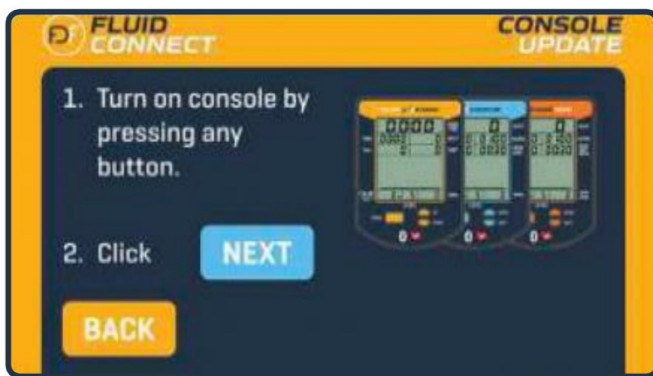 FLUID
CONNECT
CONSOLE
UPDATE
1. Turn on console by
pressing any
button.
2. Click NEXT
BACK